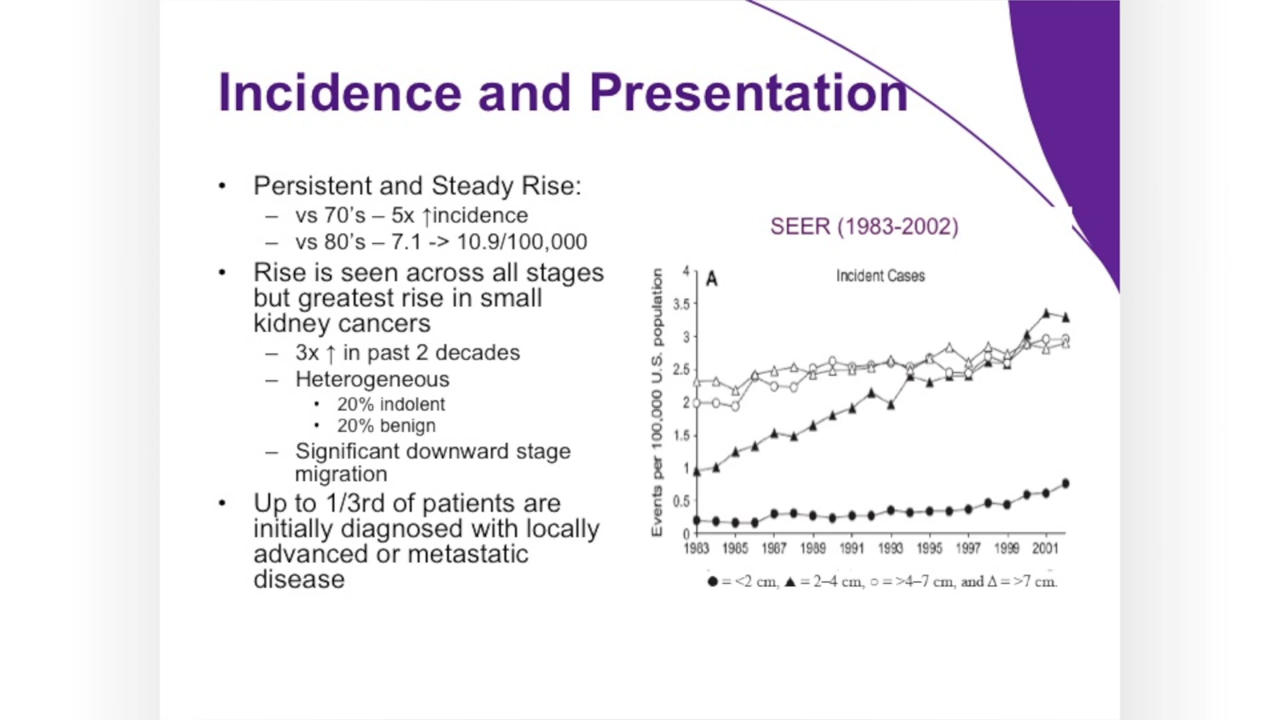 Incidence and Presentation
• Persistent and Steady Rise:
– vs 70's – 5x ↑incidence
– vs 80's – 7.1 -> 10.9/100,000
• Rise is seen across all stages
but greatest rise in small
kidney cancers
– 3x ↑ in past 2 decades
– Heterogeneous
• 20% indolent
• 20% benign
– Significant downward stage
migration
• Up to 1/3rd of patients are
initially diagnosed with locally
advanced or metastatic
disease
SEER (1983-2002)
A
Incident Cases
Events per 100,000 U.S. population
4
3.5
3
2.5
2
1.5
1
0.5
0
1983 1985 1987 1989 1991 1993 1995 1997 1999 2001
● = <2 cm, ▲ = 2–4 cm, ○ = >4–7 cm, and Δ = >7 cm.